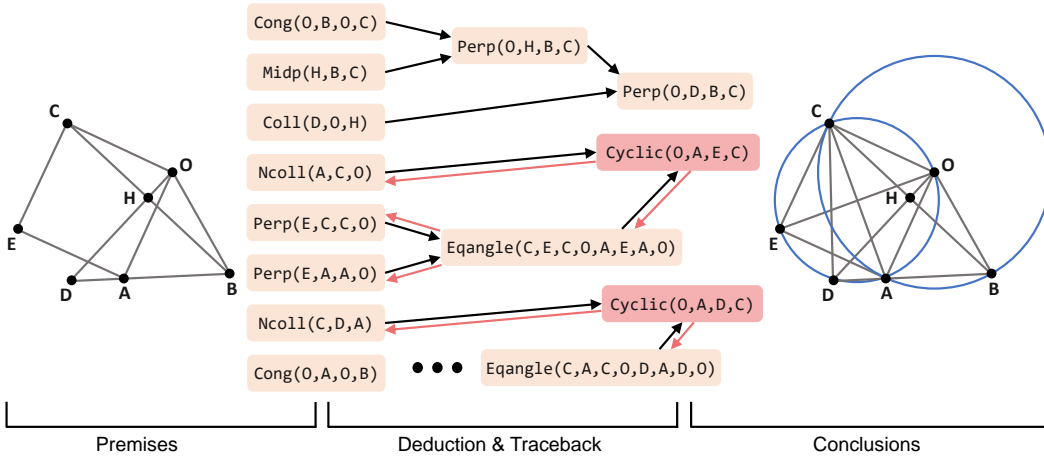 C
O
H
E
D
A
B
Cong(O,B,O,C)
Midp(H,B,C)
Coll(D,O,H)
Ncoll(A,C,O)
Perp(E,C,C,O)
Perp(E,A,A,O)
Ncoll(C,D,A)
Cong(O,A,O,B)
Perp(O,H,B,C)
Perp(O,D,B,C)
Cyclic(O,A,E,C)
Eqangle(C,E,C,O,A,E,A,O)
Cyclic(O,A,D,C)
Eqangle(C,A,C,O,D,A,D,O)
C
O
H
E
D
A
B
Premises
Deduction & Traceback
Conclusions